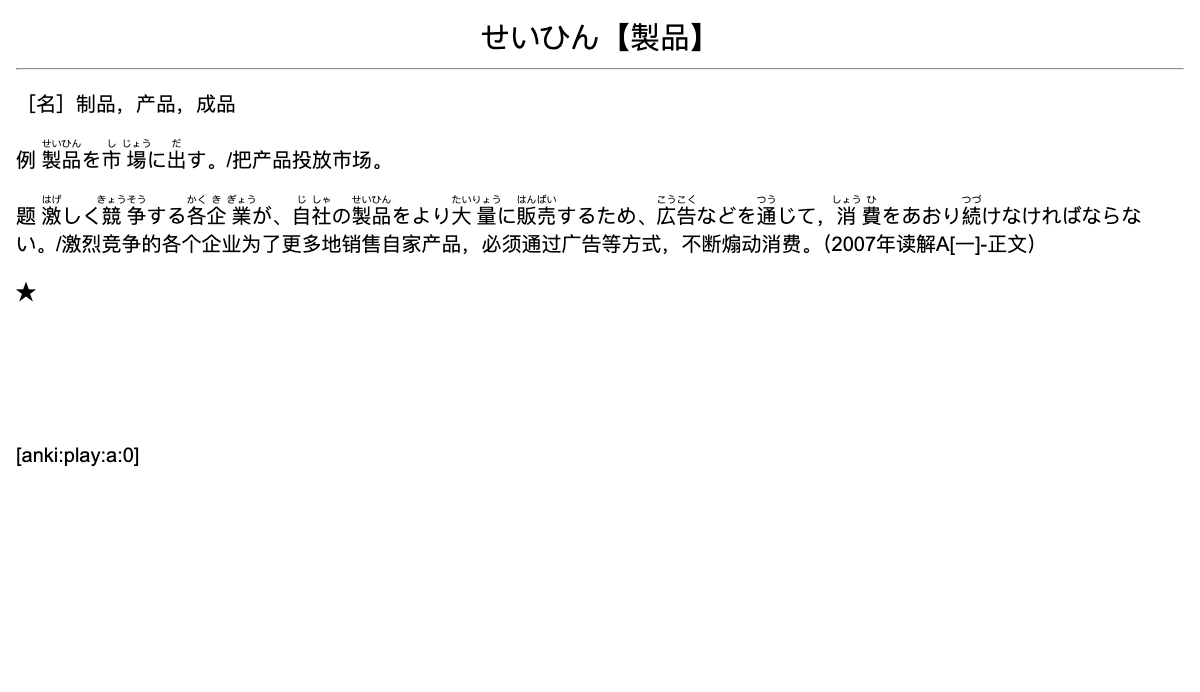 せいひん【製品】
［名］制品，产品，成品
せいひん し じょう だ
例 製品を市 場に出す。/把产品投放市场。
はげ きょうそう かく き ぎょう じ しゃ せいひん たいりょう はんばい こうこく つう しょう ひ つづ
题 激しく競 争する各企 業が、自社の製品をより大 量に販売するため、広告などを通じて，消 費をあおり続けなければならな
い。/激烈竞争的各个企业为了更多地销售自家产品，必须通过广告等方式，不断煽动消费。（2007年读解A[一]-正文）
★
[anki:play:a:0]